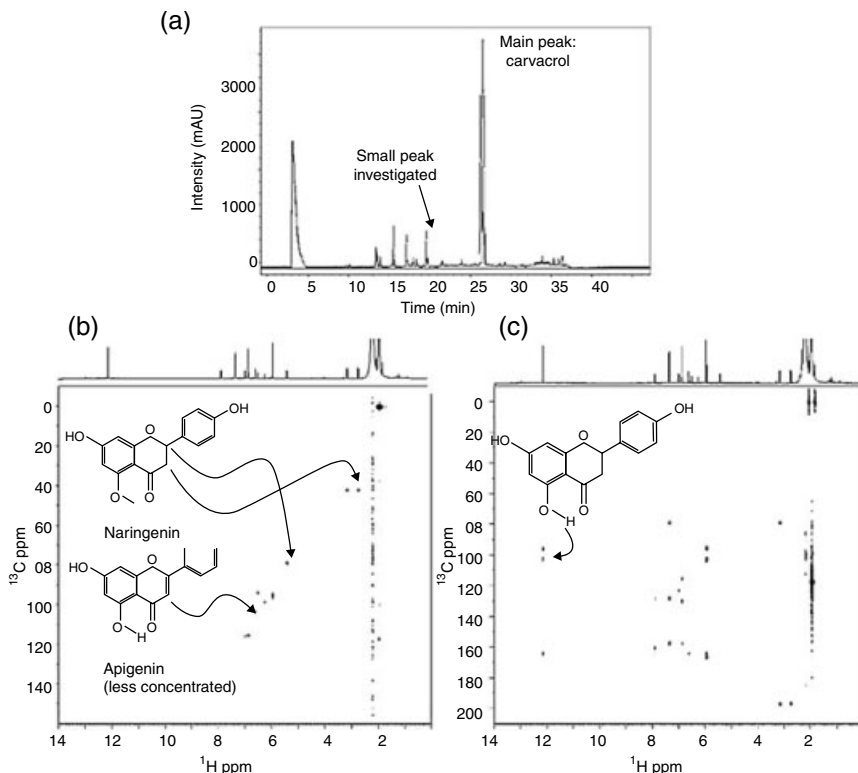 (a)
Main peak:
carvacrol
Small peak
investigated
Intensity (mAU)
3000
2000
1000
0
0 5 10 15 20 25 30 35 40
Time (min)
(b)
OH
HO
O
O
O
Naringenin
O
HO
O
O
H
Apigenin
(less concentrated)
13C ppm
0
20
40
60
08
100
120
140
14 12 10 8 6 4 2
1H ppm
(c)
OH
HO
O
O
O
H
13C ppm
0
20
40
60
08
100
120
140
160
180
200
14 12 10 8 6 4 2
1H ppm